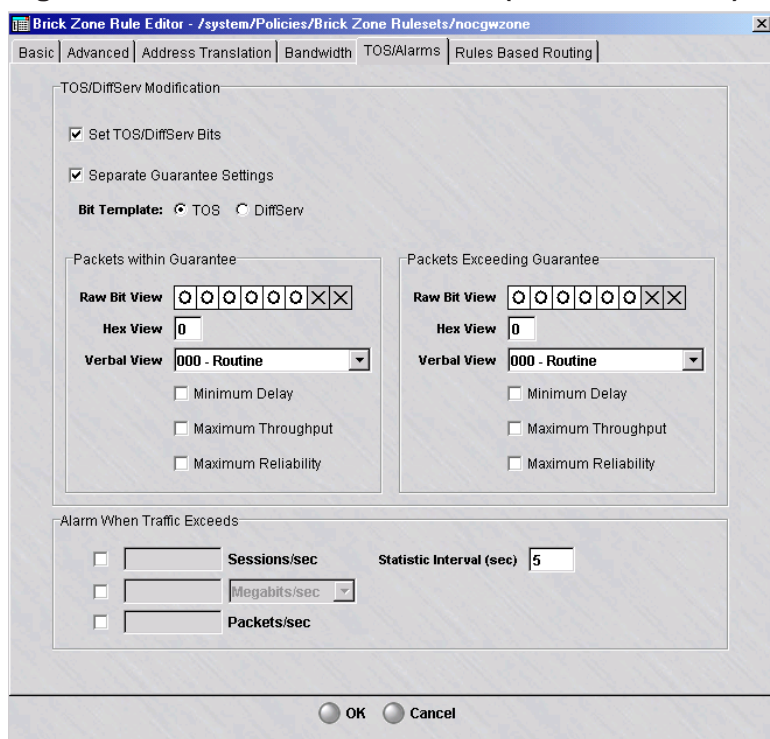 Brick Zone Rule Editor - /system/Policies/Brick Zone Rulesets/nocgwzone
Basic Advanced Address Translation Bandwidth TOS/Alarms Rules Based Routing
TOS/DiffServ Modification
Set TOS/DiffServ Bits
Separate Guarantee Settings
Bit Template: TOS DiffServ
Packets within Guarantee
Raw Bit View O O O O O O X X
Hex View 0
Verbal View 000 - Routine
Minimum Delay
Maximum Throughput
Maximum Reliability
Packets Exceeding Guarantee
Raw Bit View O O O O O O X X
Hex View 0
Verbal View 000 - Routine
Minimum Delay
Maximum Throughput
Maximum Reliability
Alarm When Traffic Exceeds
Sessions/sec Statistic Interval (sec) 5
Megabits/sec
Packets/sec
OK Cancel